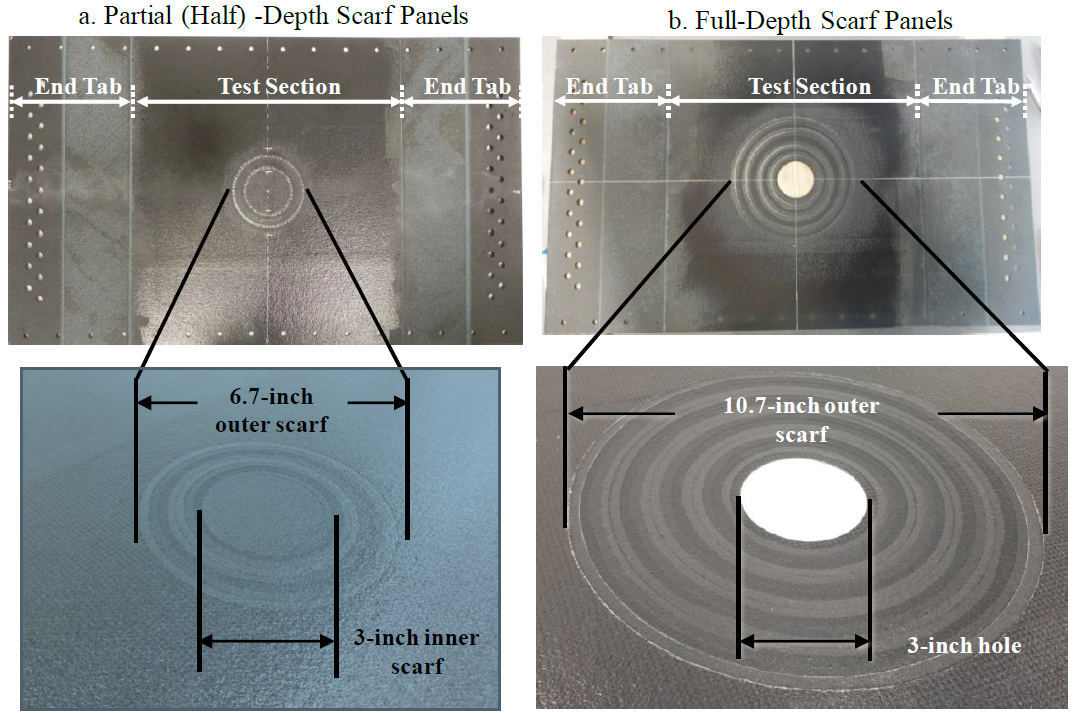 a. Partial (Half) -Depth Scarf Panels
b. Full-Depth Scarf Panels
End Tab
Test Section
End Tab
End Tab
Test Section
End Tab
6.7-inch
outer scarf
3-inch inner
scarf
10.7-inch outer
scarf
3-inch hole